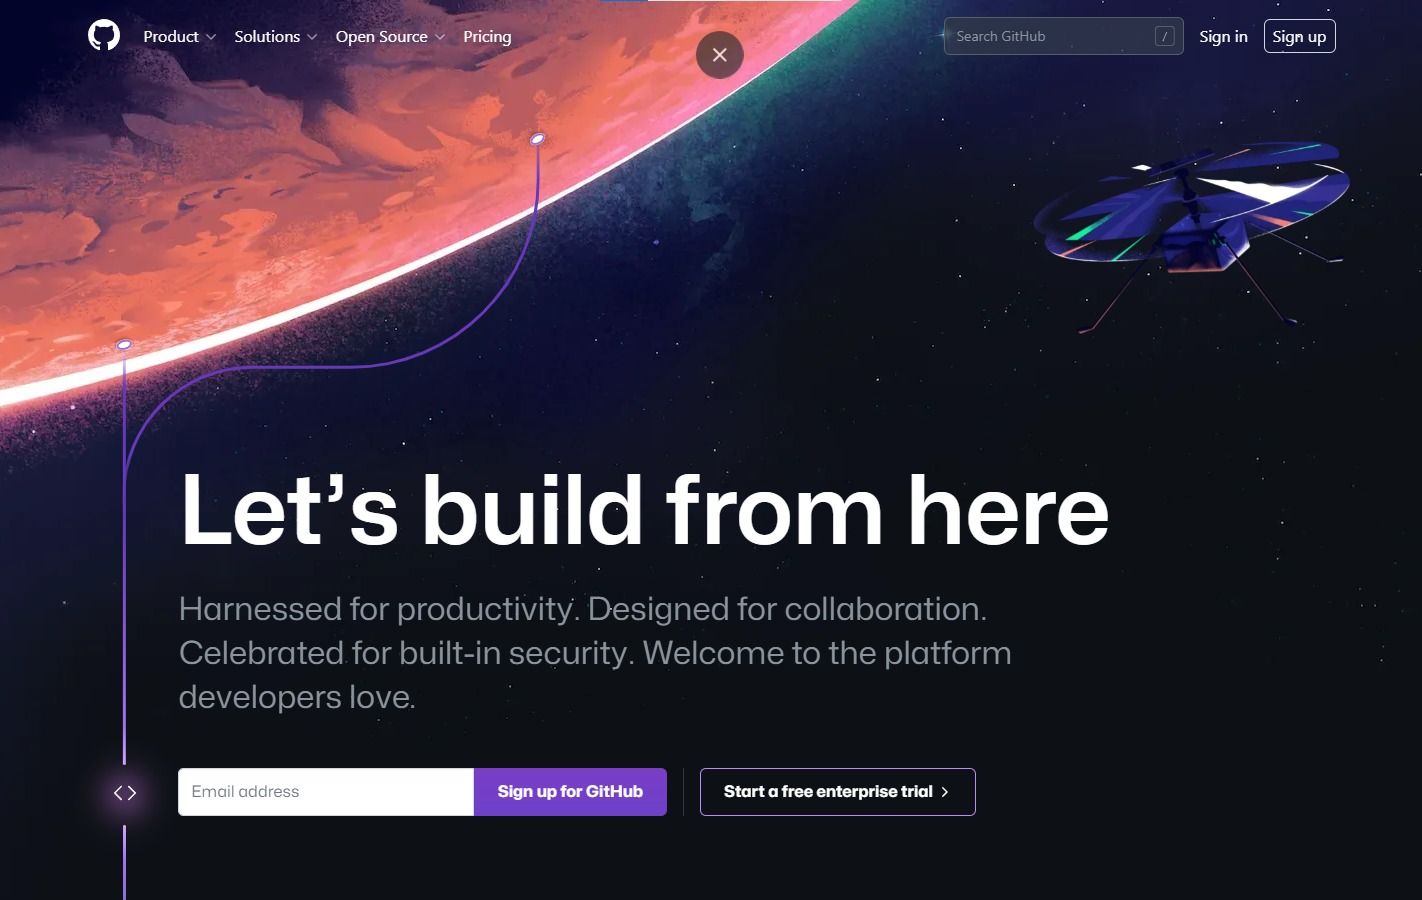 Product
Solutions
Open Source
Pricing
Search GitHub
/
Sign in
Sign up
Let’s build from here
Harnessed for productivity. Designed for collaboration.
Celebrated for built-in security. Welcome to the platform
developers love.
Email address
Sign up for GitHub
Start a free enterprise trial